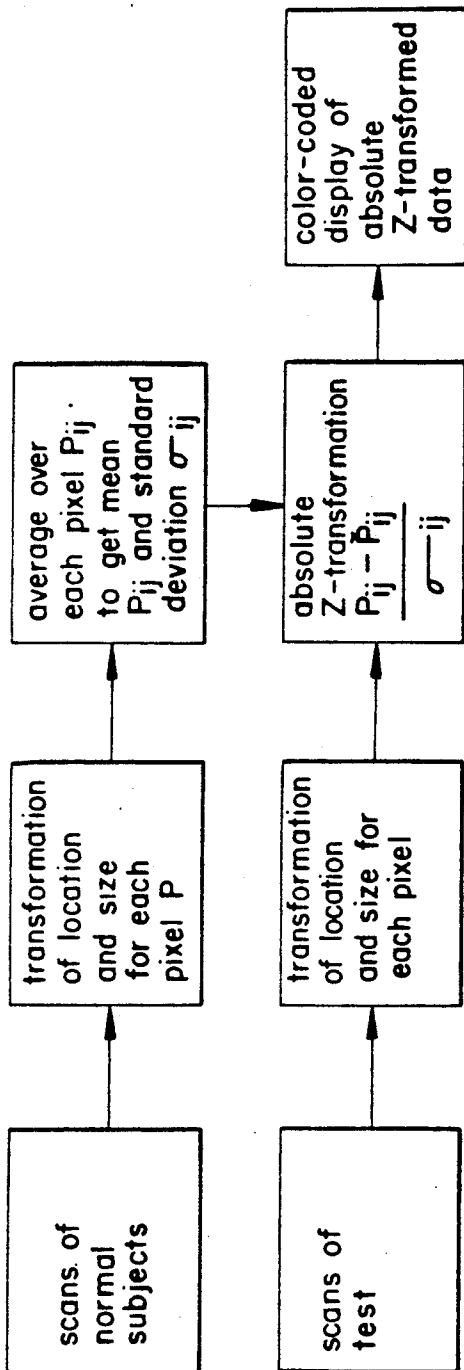 scans. of
normal
subjects
transformation
of location
and size
for each
pixel P
average over
each pixel Pij .
to get mean
P̄ij and standard
deviation σij
scans of
test
transformation
of location
and size for
each pixel
absolute
Z-transformation
Pij – P̄ij
σij
color-coded
display of
absolute
Z-transformed
data